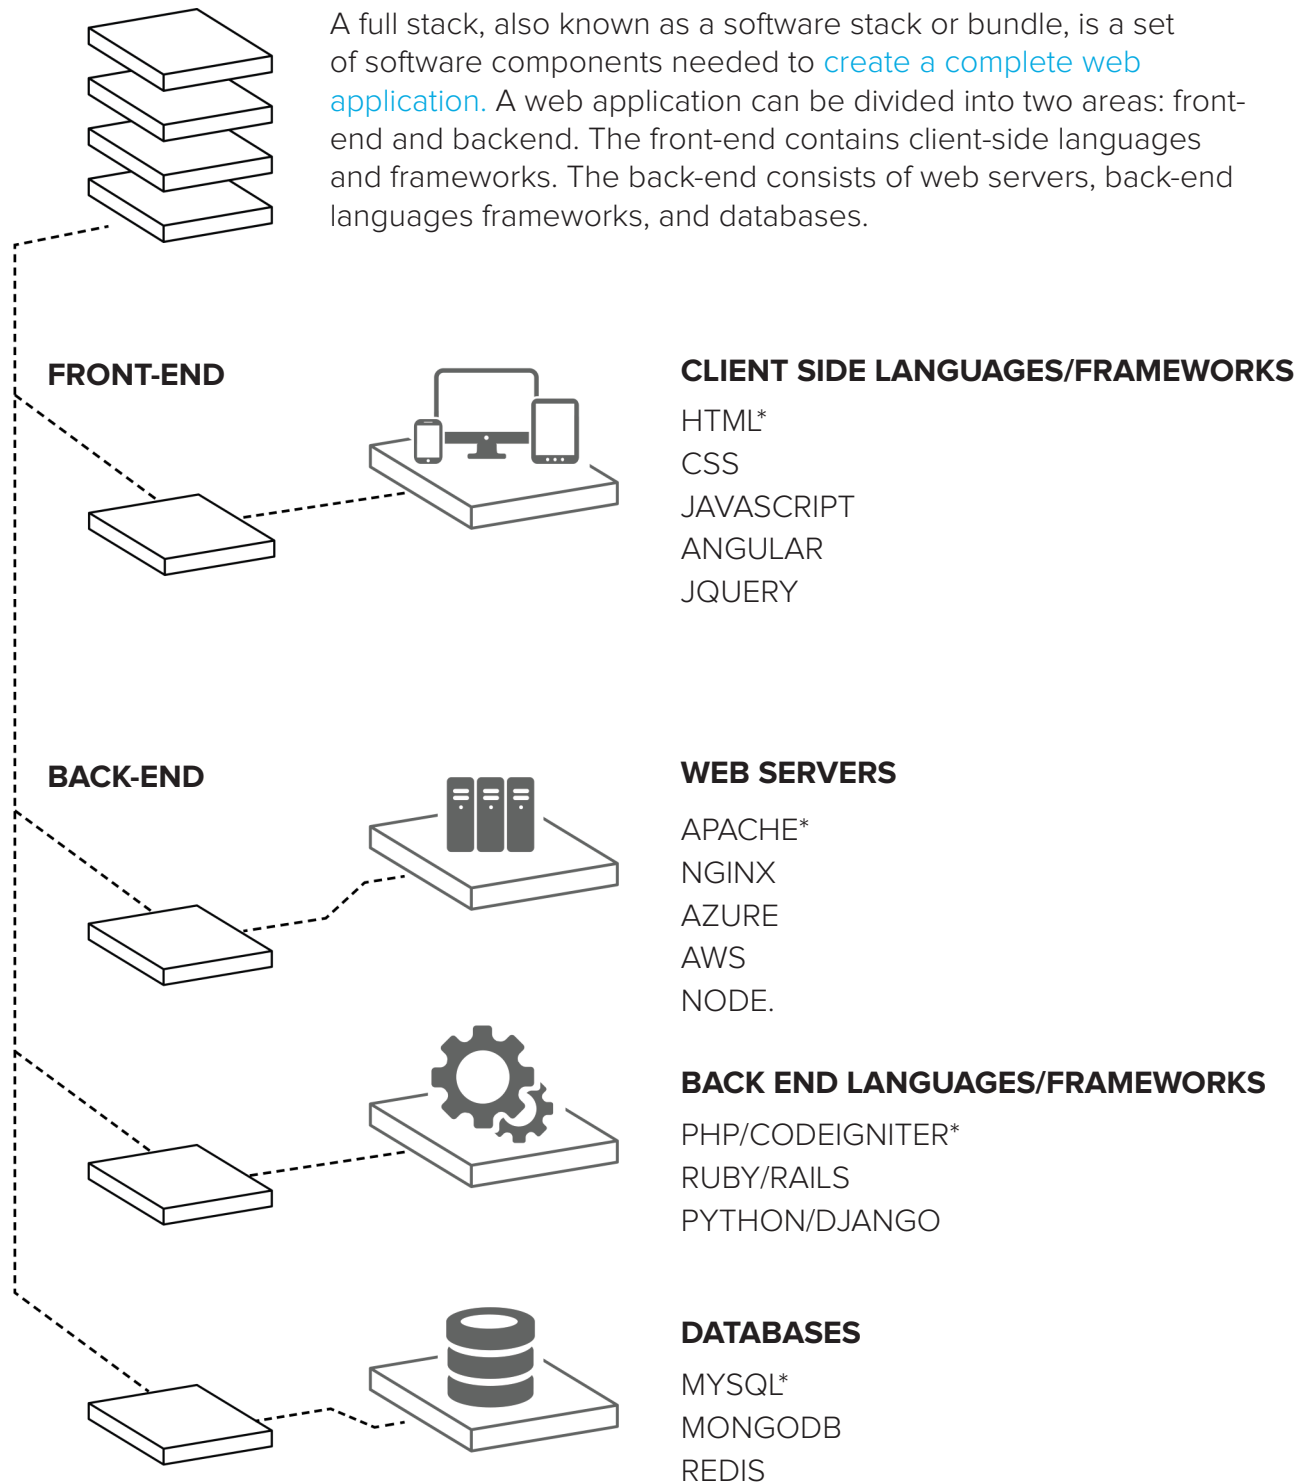 A full stack, also known as a software stack or bundle, is a set
of software components needed to create a complete web
application. A web application can be divided into two areas: front-
end and backend. The front-end contains client-side languages
and frameworks. The back-end consists of web servers, back-end
languages frameworks, and databases.
FRONT-END
CLIENT SIDE LANGUAGES/FRAMEWORKS
HTML*
CSS
JAVASCRIPT
ANGULAR
JQUERY
BACK-END
WEB SERVERS
APACHE*
NGINX
AZURE
AWS
NODE.
BACK END LANGUAGES/FRAMEWORKS
PHP/CODEIGNITER*
RUBY/RAILS
PYTHON/DJANGO
DATABASES
MYSQL*
MONGODB
REDIS